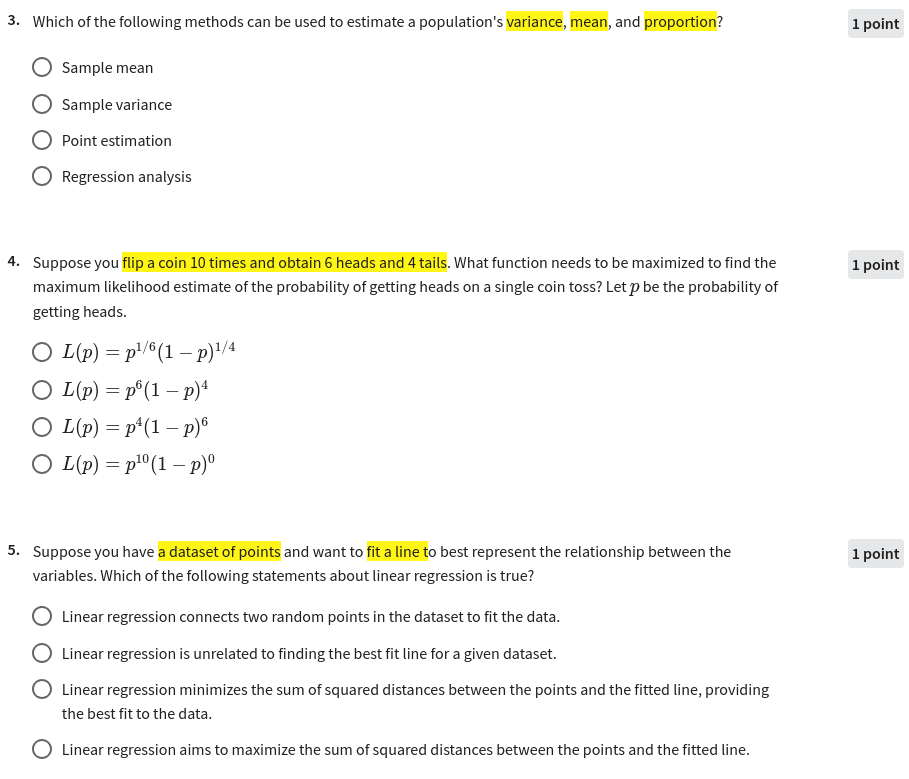 3. Which of the following methods can be used to estimate a population's variance, mean, and proportion?
1 point
Sample mean
Sample variance
Point estimation
Regression analysis
4. Suppose you flip a coin 10 times and obtain 6 heads and 4 tails. What function needs to be maximized to find the
1 point
maximum likelihood estimate of the probability of getting heads on a single coin toss? Let p be the probability of
getting heads.
L(p) = p^{1/6}(1 − p)^{1/4}
L(p) = p^6(1 − p)^4
L(p) = p^4(1 − p)^6
L(p) = p^{10}(1 − p)^0
5. Suppose you have a dataset of points and want to fit a line to best represent the relationship between the
1 point
variables. Which of the following statements about linear regression is true?
Linear regression connects two random points in the dataset to fit the data.
Linear regression is unrelated to finding the best fit line for a given dataset.
Linear regression minimizes the sum of squared distances between the points and the fitted line, providing
the best fit to the data.
Linear regression aims to maximize the sum of squared distances between the points and the fitted line.